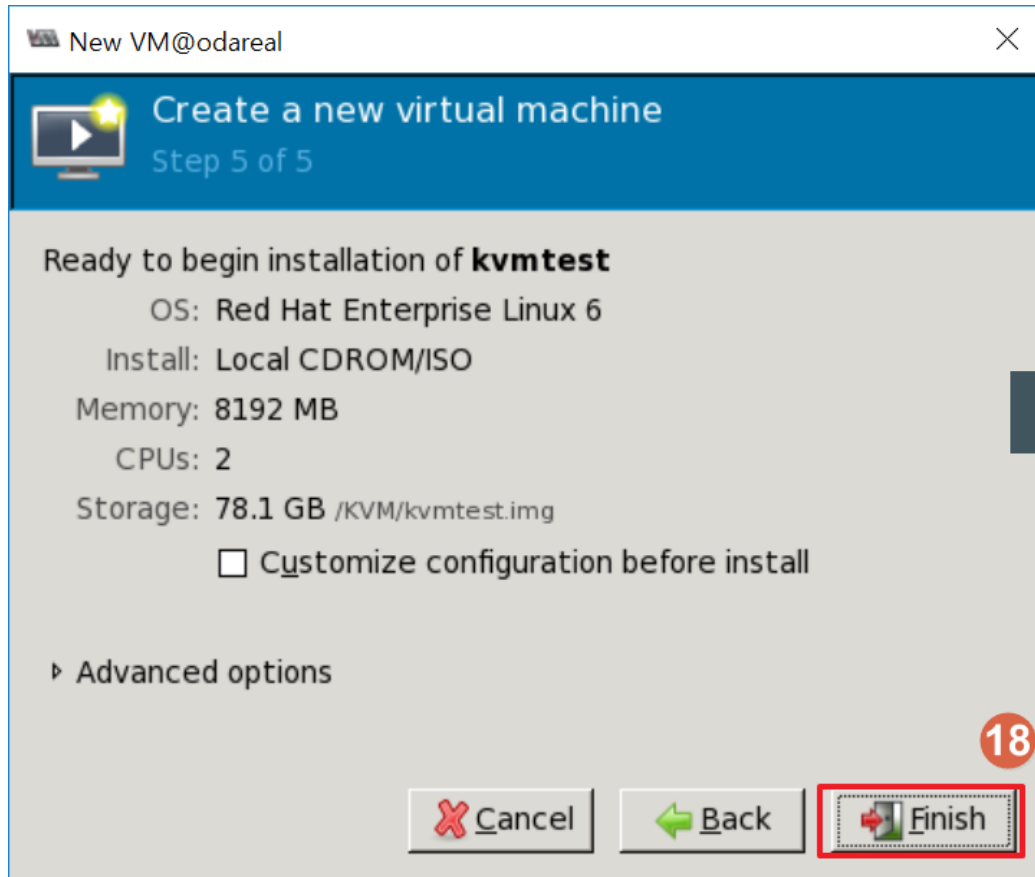 New VM@odareal
Create a new virtual machine
Step 5 of 5
Ready to begin installation of kvmtest
OS: Red Hat Enterprise Linux 6
Install: Local CDROM/ISO
Memory: 8192 MB
CPUs: 2
Storage: 78.1 GB /KVM/kvmtest.img
Customize configuration before install
Advanced options
18
Cancel Back Finish